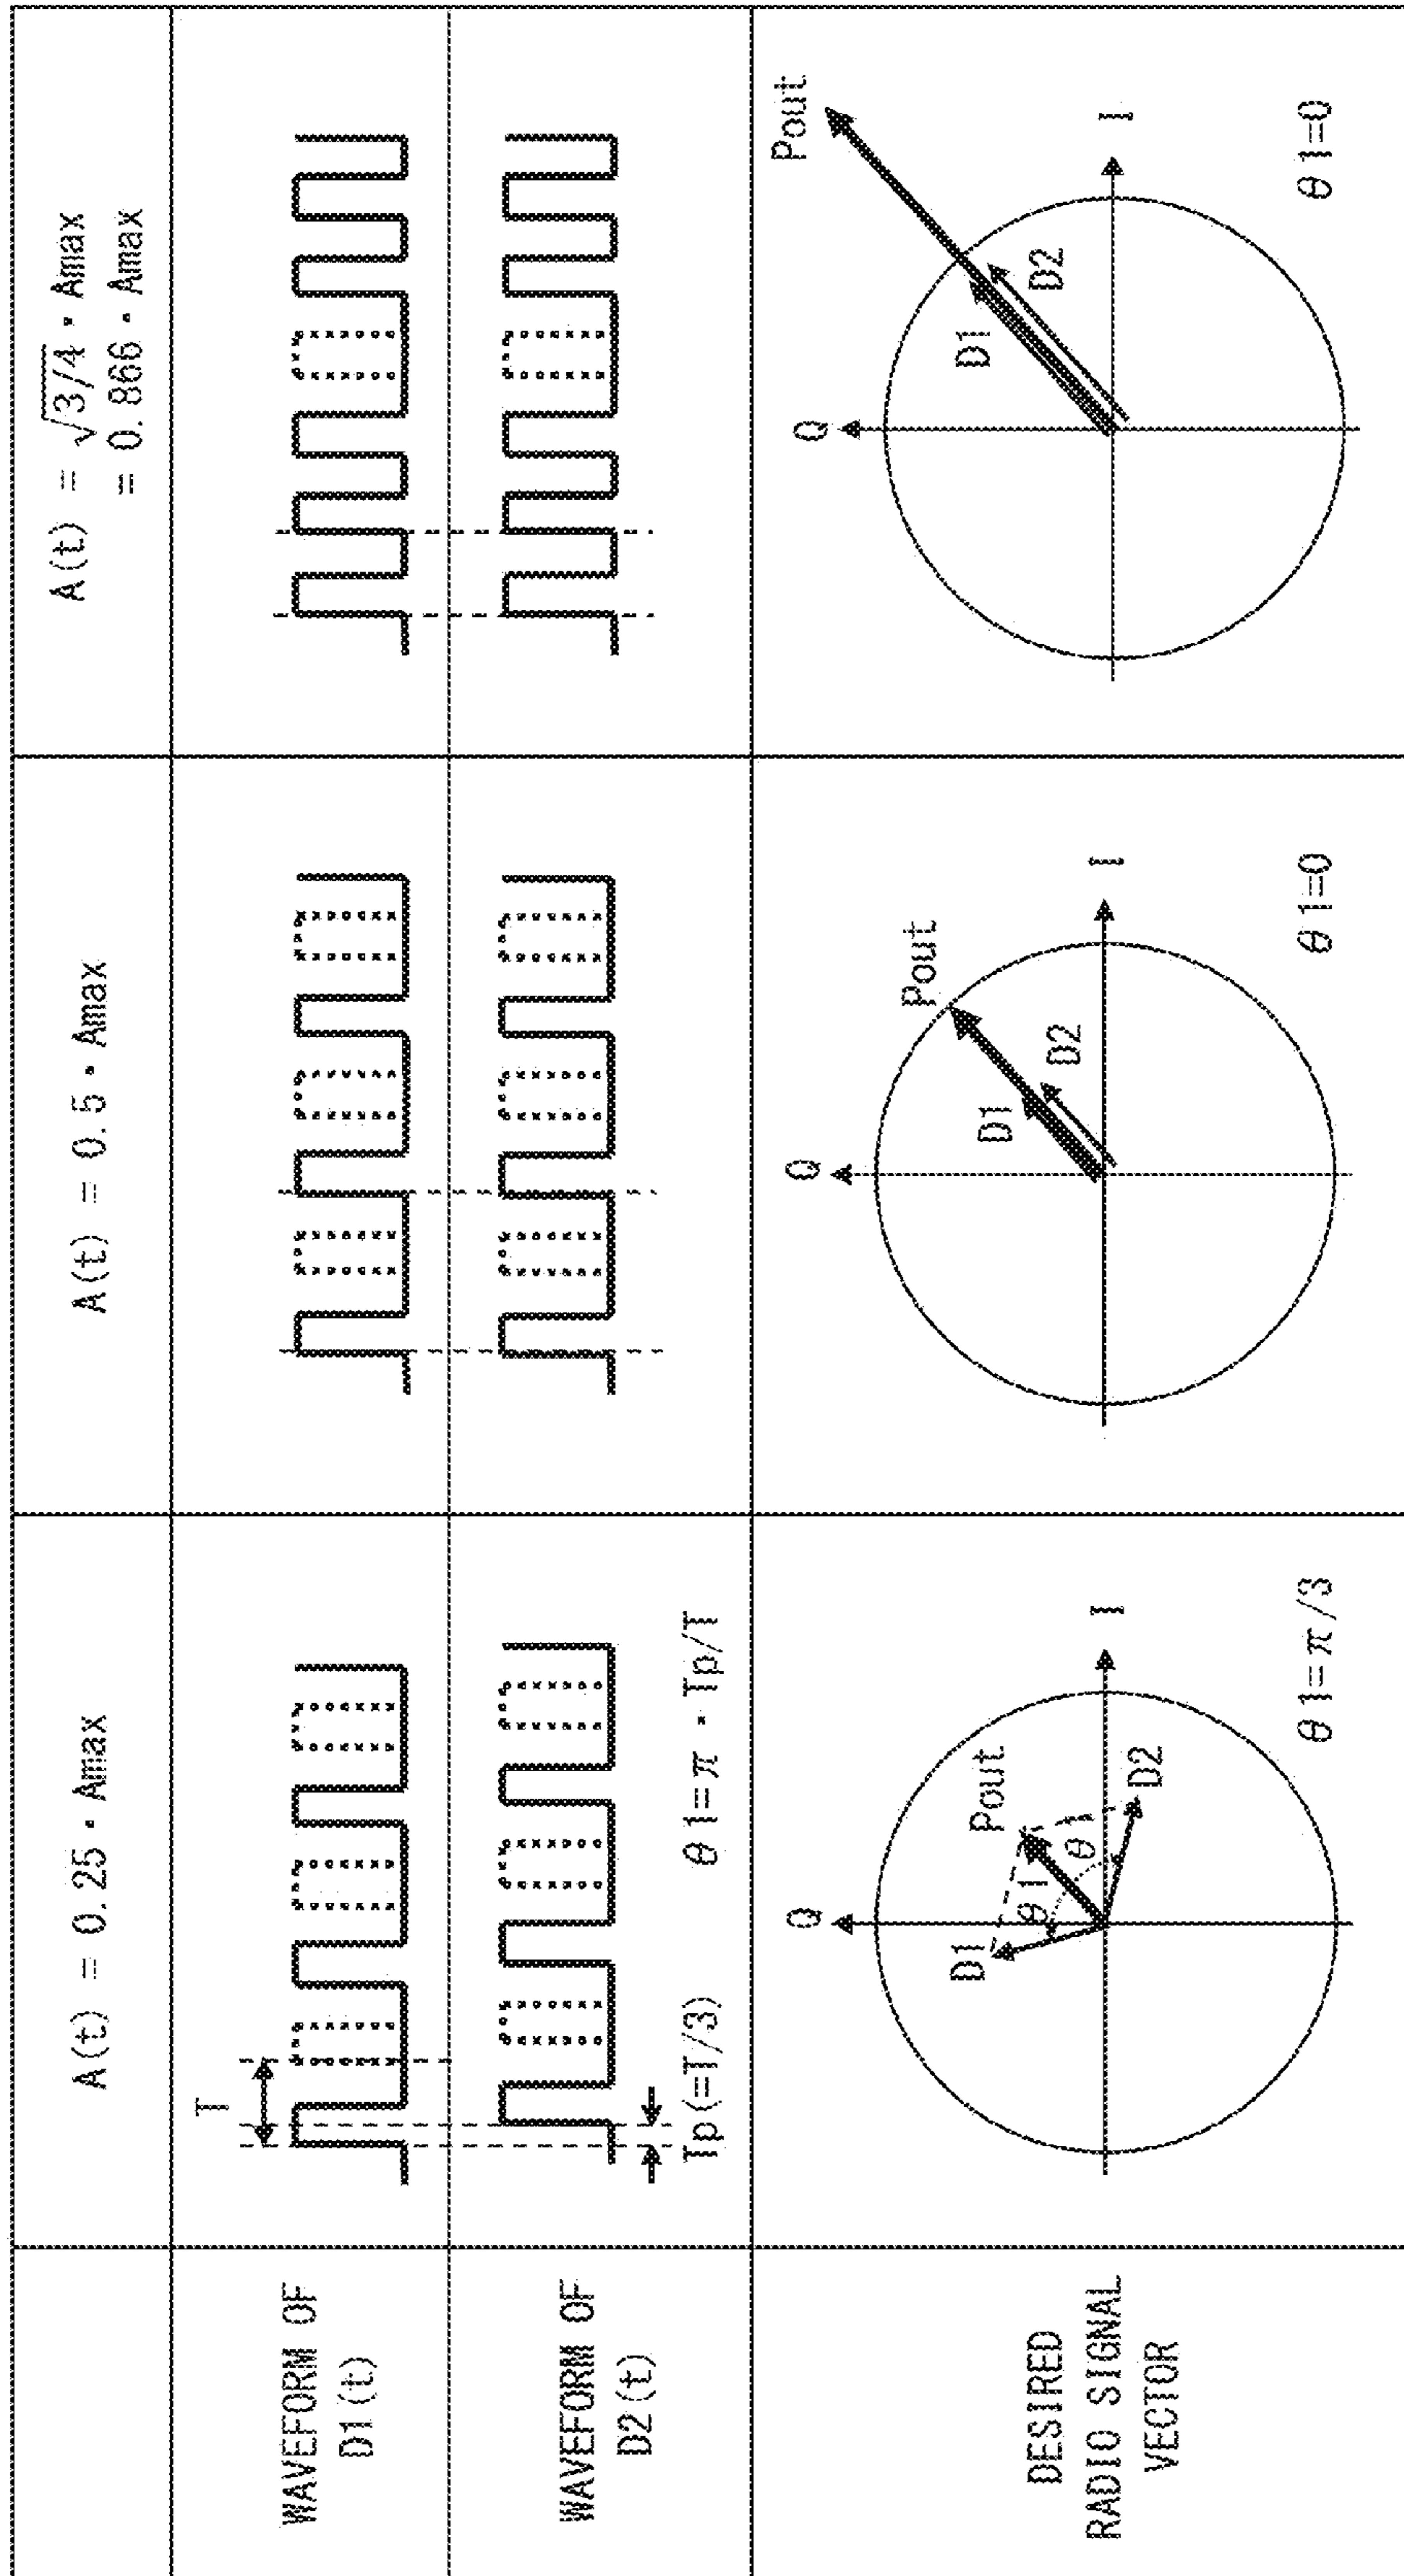 A(t) = 0.25・Amax
A(t) = 0.5・Amax
A(t) = √3/4・Amax
= 0.866・Amax
WAVEFORM OF
D1(t)
T
WAVEFORM OF
D2(t)
Tp(=T/3)
θ1=π・Tp/T
DESIRED
RADIO SIGNAL
VECTOR
Q
I
D1
Pout
D2
θ1
θ1
θ1=π/3
Q
I
D1
Pout
D2
θ1=0
Q
I
D1
Pout
D2
θ1=0